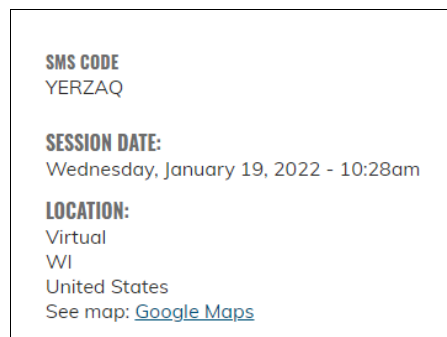 SMS CODE
YERZAQ
SESSION DATE:
Wednesday, January 19, 2022 - 10:28am
LOCATION:
Virtual
WI
United States
See map: Google Maps